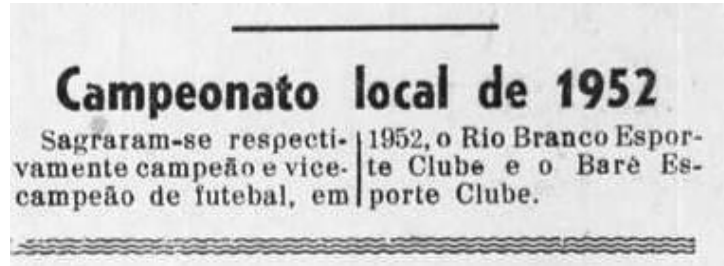 Campeonato local de 1952
Sagraram-se respecti-
vamente campeão e vice-
campeão de futebal, em
1952, o Rio Branco Espor-
te Clube e o Barè Es-
porte Clube.